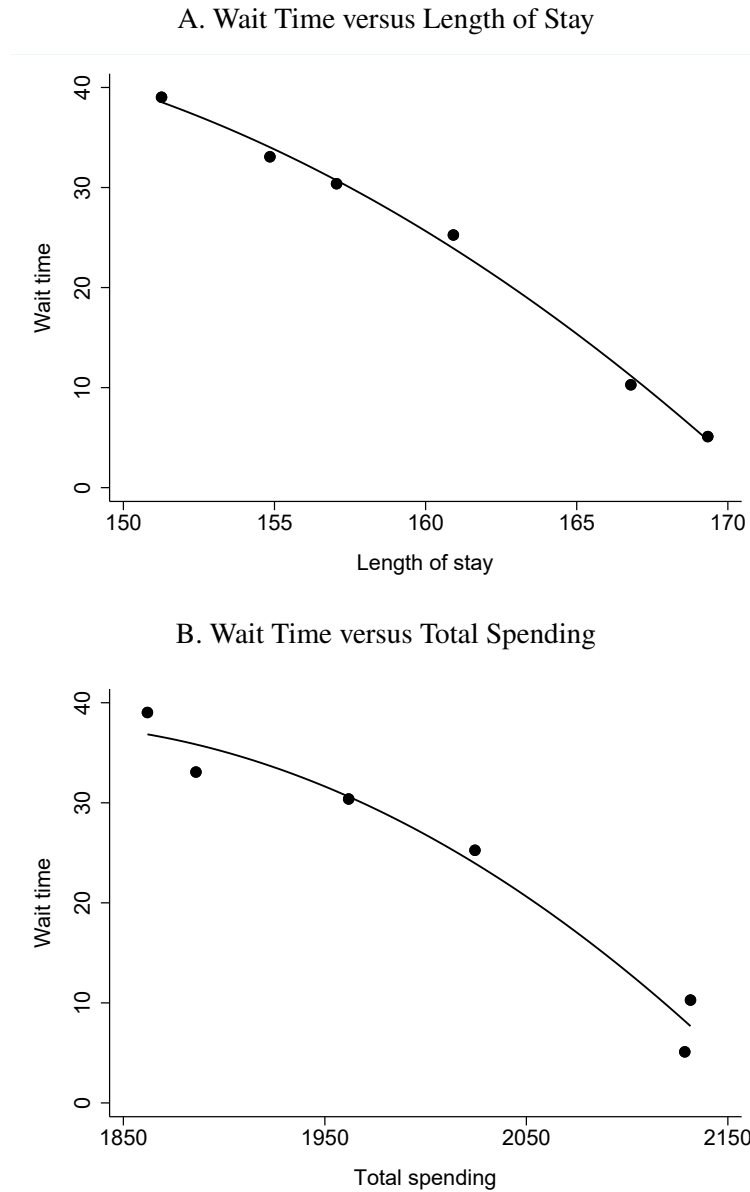 A. Wait Time versus Length of Stay
40
30
20
10
0
Wait time
150 155 160 165 170
Length of stay
B. Wait Time versus Total Spending
40
30
20
10
0
Wait time
1850 1950 2050 2150
Total spending